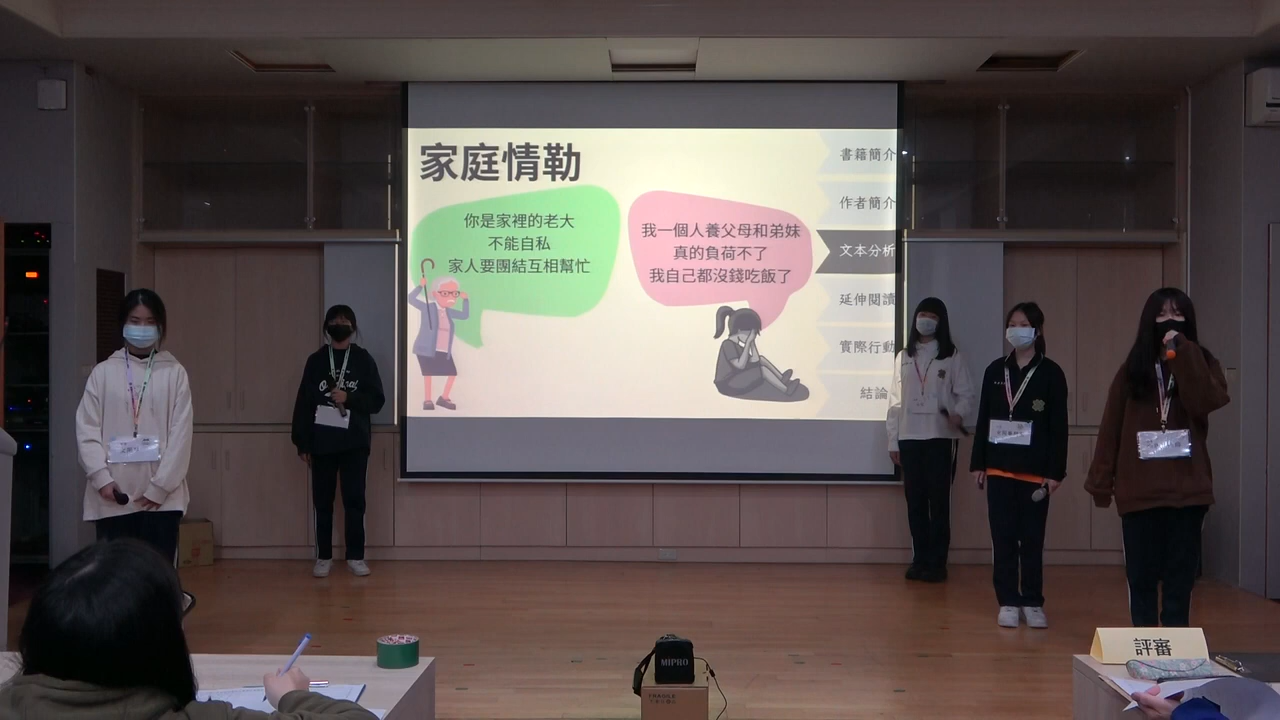 家庭情勒
你是家裡的老大
不能自私
家人要團結互相幫忙
我一個人養父母和弟妹
真的負荷不了
我自己都沒錢吃飯了
書籍簡介
作者簡介
文本分析
延伸閱讀
實際行動
結論
MIPRO
FRAGILE
評審